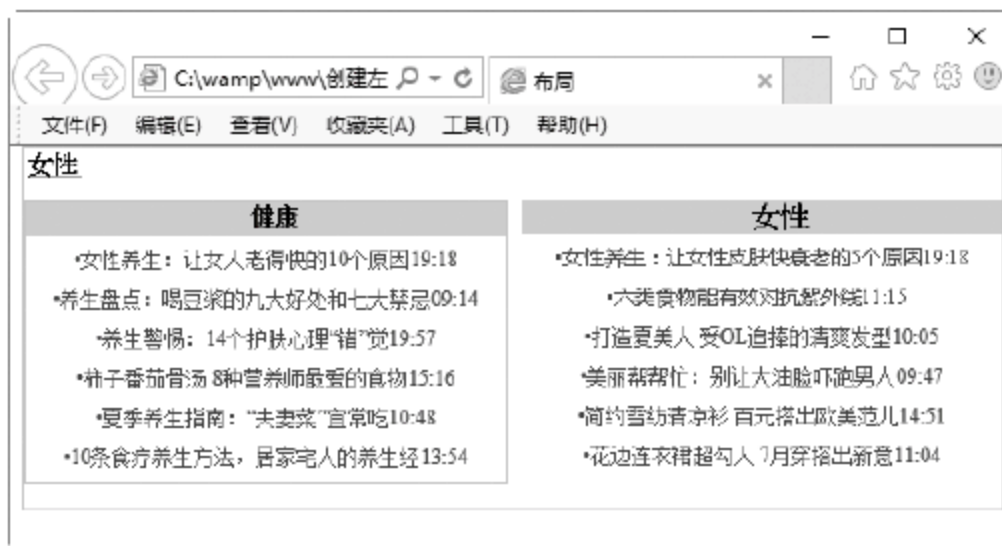 C:\wamp\www\创建左
布局
文件(F) 编辑(E) 查看(V) 收藏夹(A) 工具(T) 帮助(H)
女性
健康
•女性养生：让女人老得快的10个原因19:18
•养生盘点：喝豆浆的九大好处和七大禁忌09:14
•养生警惕：14个护肤心理“错”觉19:57
•柿子番茄骨汤 8种营养师最爱的食物15:16
•夏季养生指南：“夫妻菜”宜常吃10:48
•10条食疗养生方法，居家宅人的养生经13:54
女性
•女性养生：让女性皮肤快衰老的5个原因19:18
•六类食物能有效对抗紫外线11:15
•打造夏美人 受OL追捧的清爽发型10:05
•美丽帮帮忙：别让大油脸吓跑男人09:47
•简约雪纺清凉衫 百元搭出欧美范儿14:51
•花边连衣裙超勾人 7月穿搭出新意11:04